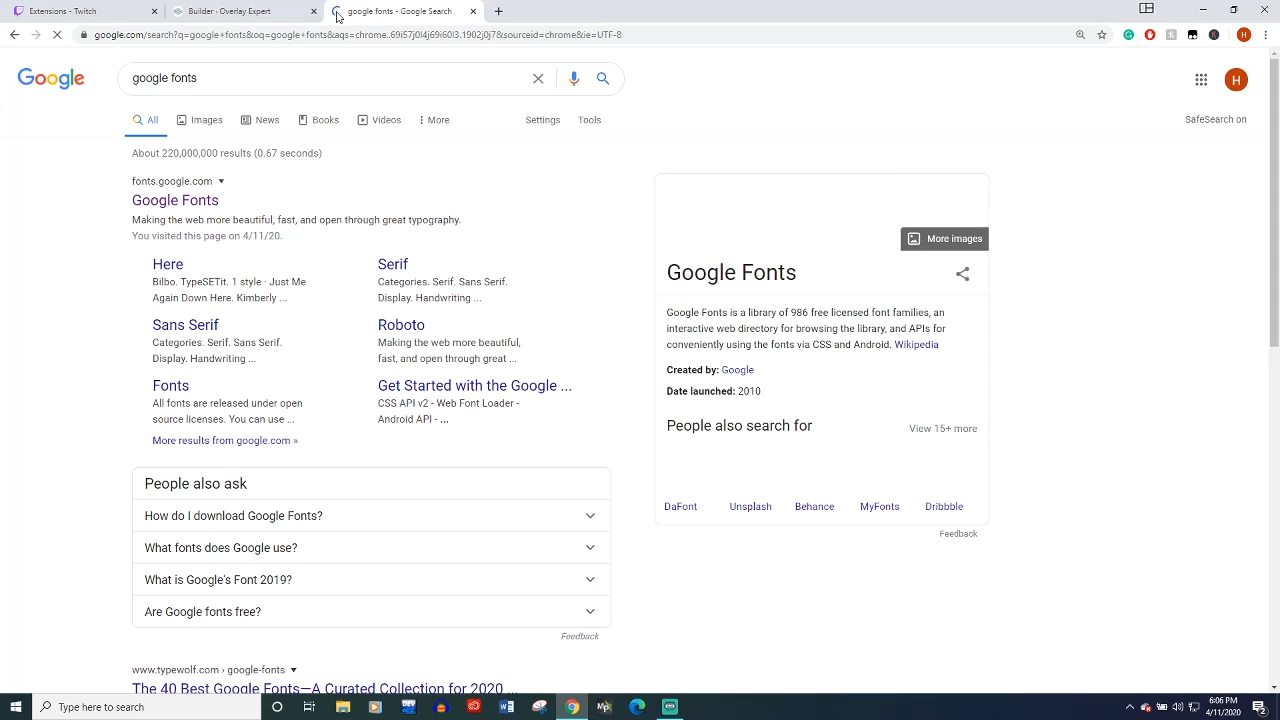 Extensions - Twitch
Builder - Overlay Expert
google fonts - Google Search
google.com/search?q=google+fonts&oq=google+fonts&aqs=chrome..69i57j0l4j69i60l3.1902j0j7&sourceid=chrome&ie=UTF-8
H
Google
google fonts
H
All
Images
News
Books
Videos
More
Settings
Tools
SafeSearch on
About 220,000,000 results (0.67 seconds)
fonts.google.com
Google Fonts
Making the web more beautiful, fast, and open through great typography.
You visited this page on 4/11/20.
Here
Bilbo. TypeSETit. 1 style · Just Me
Again Down Here. Kimberly ...
Serif
Categories. Serif. Sans Serif.
Display. Handwriting ...
Sans Serif
Categories. Serif. Sans Serif.
Display. Handwriting ...
Roboto
Making the web more beautiful,
fast, and open through great ...
Fonts
All fonts are released under open
source licenses. You can use ...
Get Started with the Google ...
CSS API v2 - Web Font Loader -
Android API - ...
More results from google.com »
People also ask
How do I download Google Fonts?
What fonts does Google use?
What is Google's Font 2019?
Are Google fonts free?
Feedback
www.typewolf.com › google-fonts
The 40 Best Google Fonts—A Curated Collection for 2020 ...
More images
Google Fonts
Google Fonts is a library of 986 free licensed font families, an
interactive web directory for browsing the library, and APIs for
conveniently using the fonts via CSS and Android. Wikipedia
Created by: Google
Date launched: 2010
People also search for
View 15+ more
DaFont
Unsplash
Behance
MyFonts
Dribbble
Feedback
Type here to search
6:06 PM
4/11/2020